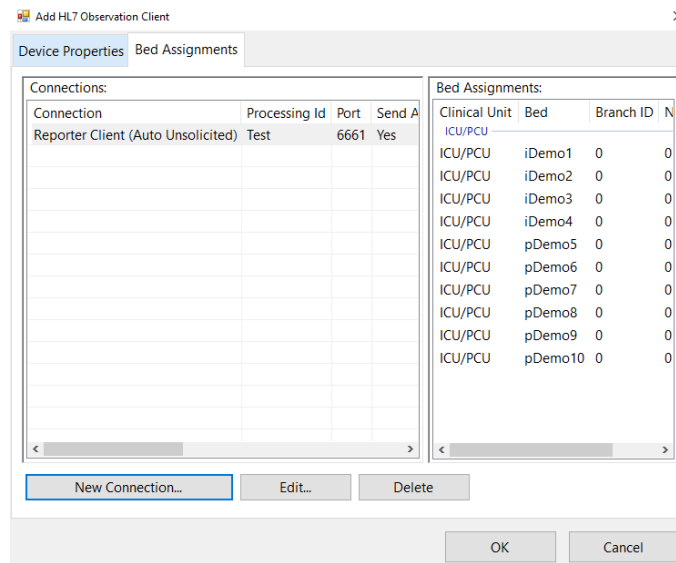 Add HL7 Observation Client
Device Properties Bed Assignments
Connections:
Connection Processing Id Port Send A
Reporter Client (Auto Unsolicited) Test 6661 Yes
Bed Assignments:
Clinical Unit Bed Branch ID N
ICU/PCU
ICU/PCU iDemo1 0 0
ICU/PCU iDemo2 0 0
ICU/PCU iDemo3 0 0
ICU/PCU iDemo4 0 0
ICU/PCU pDemo5 0 0
ICU/PCU pDemo6 0 0
ICU/PCU pDemo7 0 0
ICU/PCU pDemo8 0 0
ICU/PCU pDemo9 0 0
ICU/PCU pDemo10 0 0
New Connection... Edit... Delete
OK Cancel